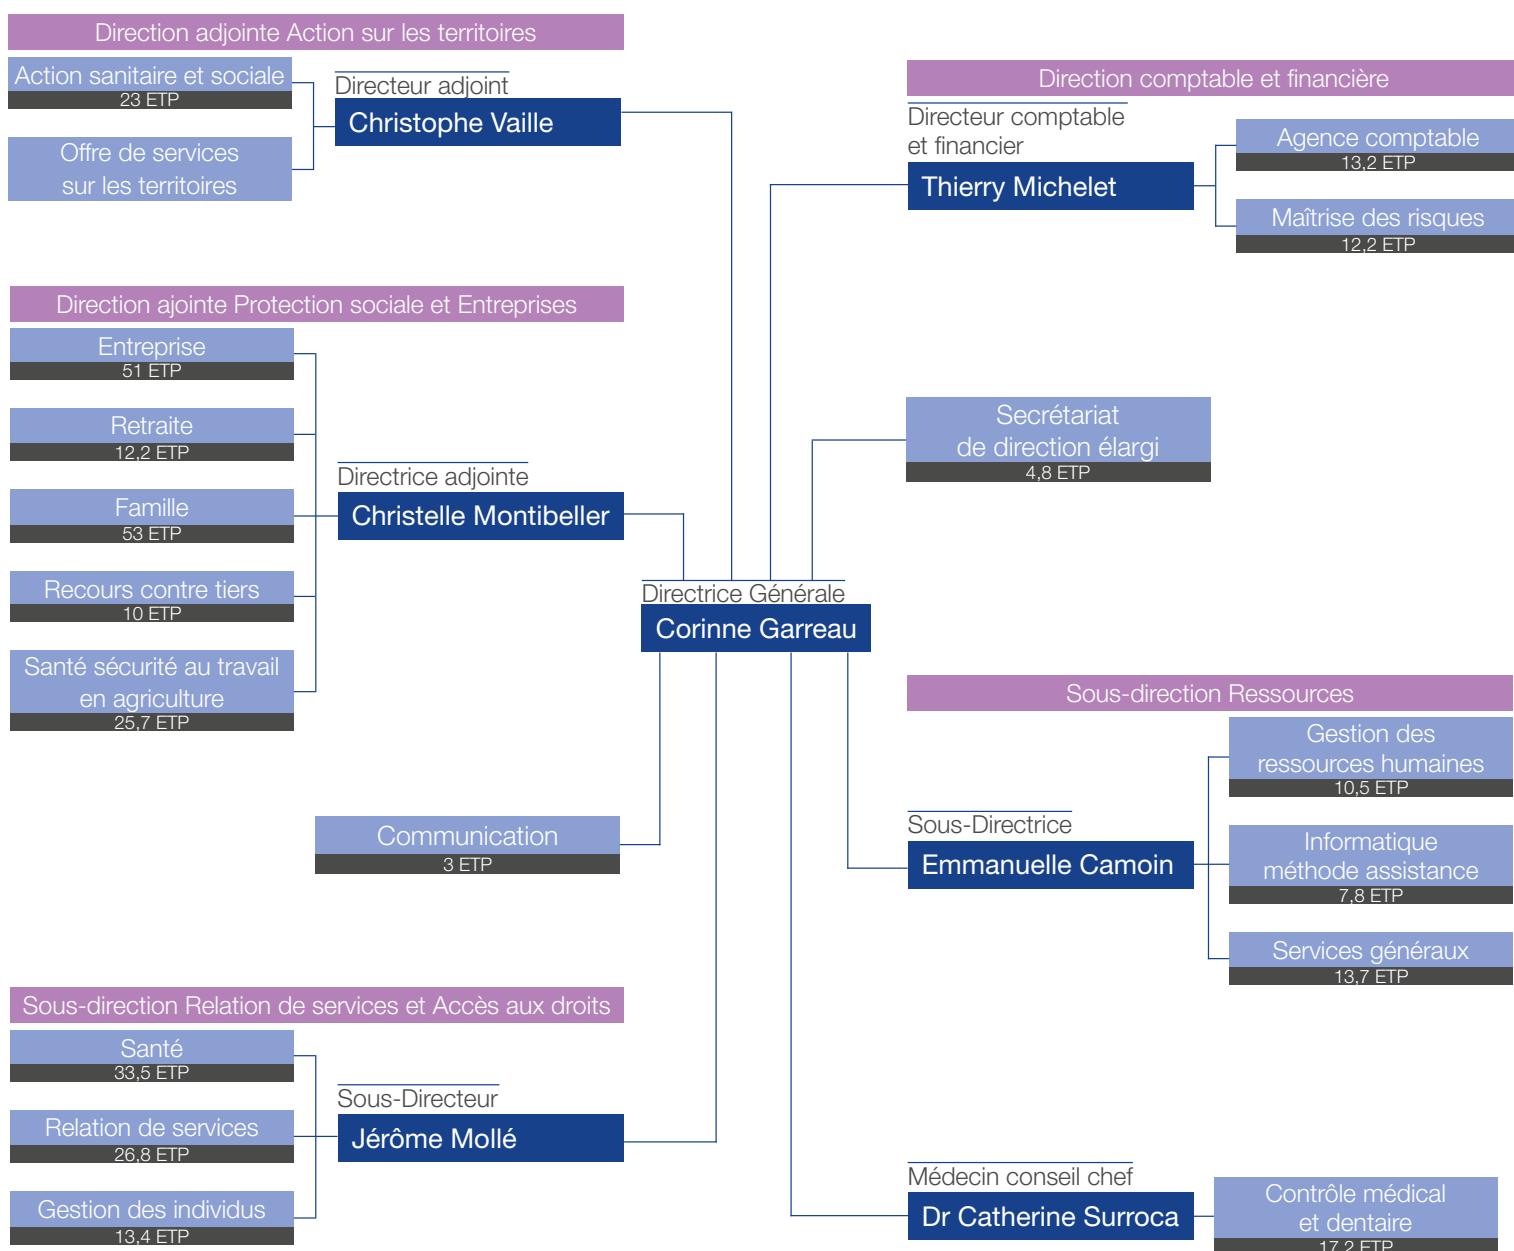 Direction adjointe Action sur les territoires
Action sanitaire et sociale
23 ETP
Offre de services
sur les territoires
Directeur adjoint
Christophe Vaille
Direction comptable et financière
Directeur comptable
et financier
Thierry Michelet
Agence comptable
13,2 ETP
Maîtrise des risques
12,2 ETP
Direction ajointe Protection sociale et Entreprises
Entreprise
51 ETP
Retraite
12,2 ETP
Famille
53 ETP
Recours contre tiers
10 ETP
Santé sécurité au travail
en agriculture
25,7 ETP
Directrice adjointe
Christelle Montibeller
Secrétariat
de direction élargi
4,8 ETP
Directrice Générale
Corinne Garreau
Communication
3 ETP
Sous-direction Ressources
Sous-Directrice
Emmanuelle Camoin
Gestion des
ressources humaines
10,5 ETP
Informatique
méthode assistance
7,8 ETP
Services généraux
13,7 ETP
Sous-direction Relation de services et Accès aux droits
Santé
33,5 ETP
Relation de services
26,8 ETP
Gestion des individus
13,4 ETP
Sous-Directeur
Jérôme Mollé
Médecin conseil chef
Dr Catherine Surroca
Contrôle médical
et dentaire
17,2 ETP